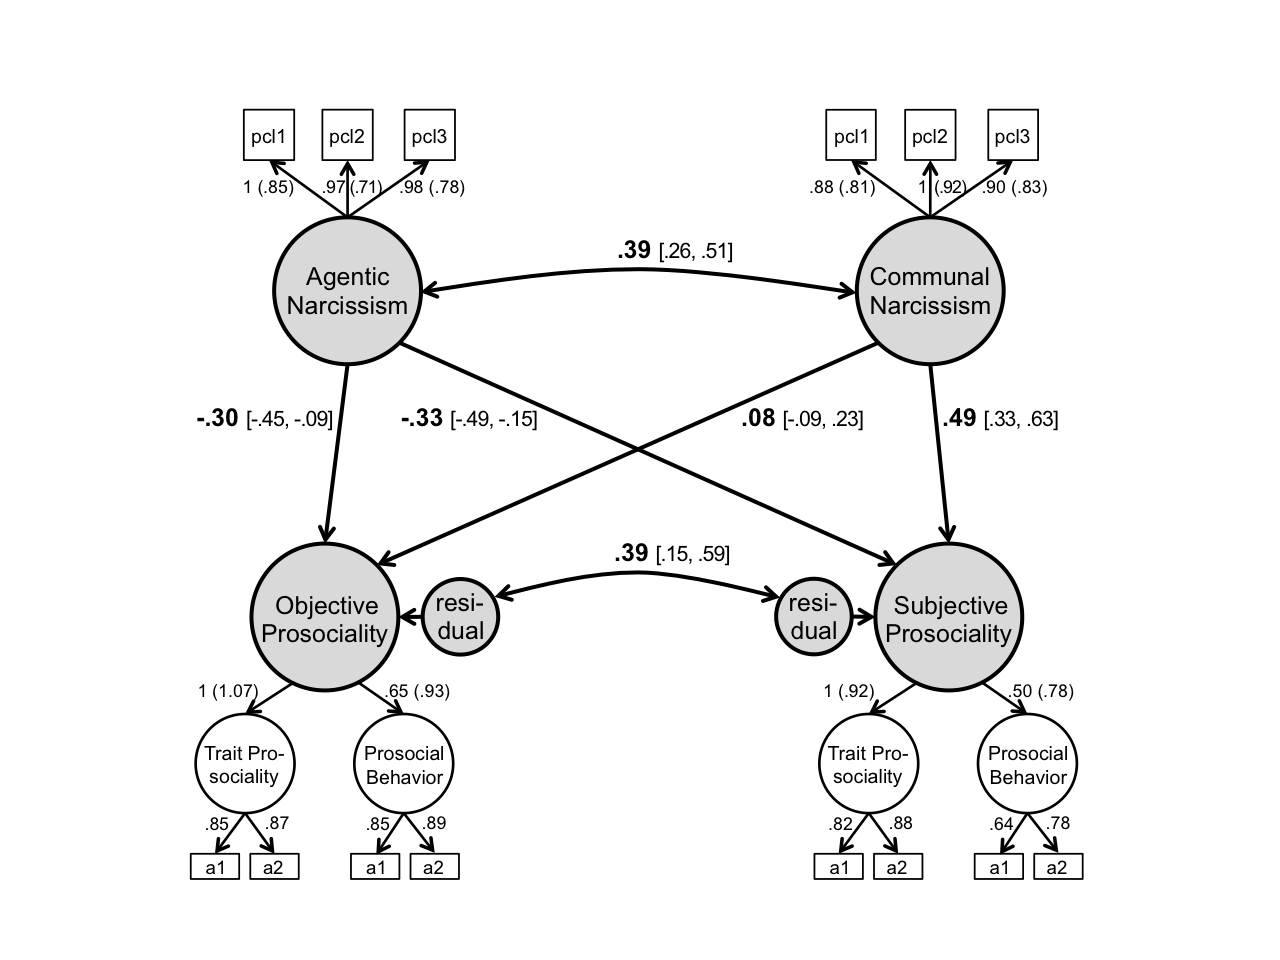 pcl1 pcl2 pcl3 pcl1 pcl2 pcl3
1 (.85) .97 (.71) .98 (.78) .88 (.81) 1 (.92) .90 (.83)
.39 [.26, .51]
Agentic
Narcissism
Communal
Narcissism
-.30 [-.45, -.09] -.33 [-.49, -.15] .08 [-.09, .23] .49 [.33, .63]
.39 [.15, .59]
Objective
Prosociality
resi-
dual
resi-
dual
Subjective
Prosociality
1 (1.07) .65 (.93) 1 (.92) .50 (.78)
Trait Pro-
sociality
Prosocial
Behavior
Trait Pro-
sociality
Prosocial
Behavior
.85 .87 .85 .89 .82 .88 .64 .78
a1 a2 a1 a2 a1 a2 a1 a2